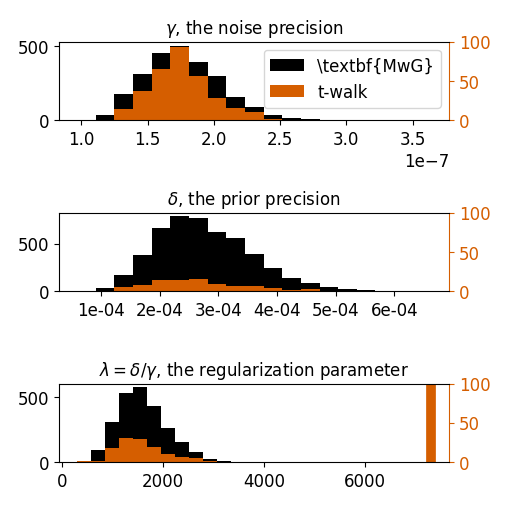 γ, the noise precision
500
0
100
50
0
\textbf{MwG}
t-walk
1.0 1.5 2.0 2.5 3.0 3.5
1e−7
δ, the prior precision
500
0
100
50
0
1e-04 2e-04 3e-04 4e-04 5e-04 6e-04
λ = δ/γ, the regularization parameter
500
0
100
50
0
0 2000 4000 6000